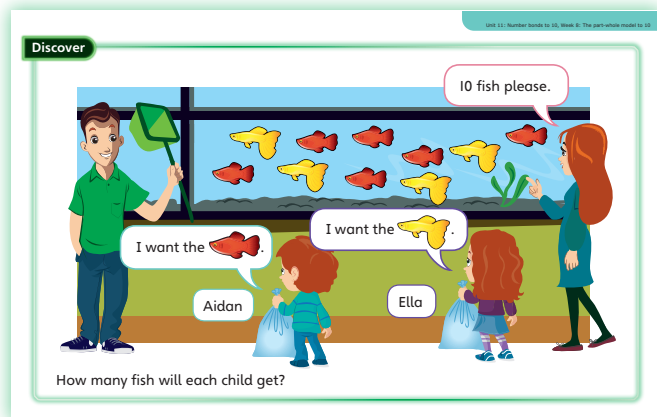 Unit 11: Number bonds to 10, Week 8: The part-whole model to 10
Discover
10 fish please.
I want the .
I want the .
Aidan
Ella
How many fish will each child get?